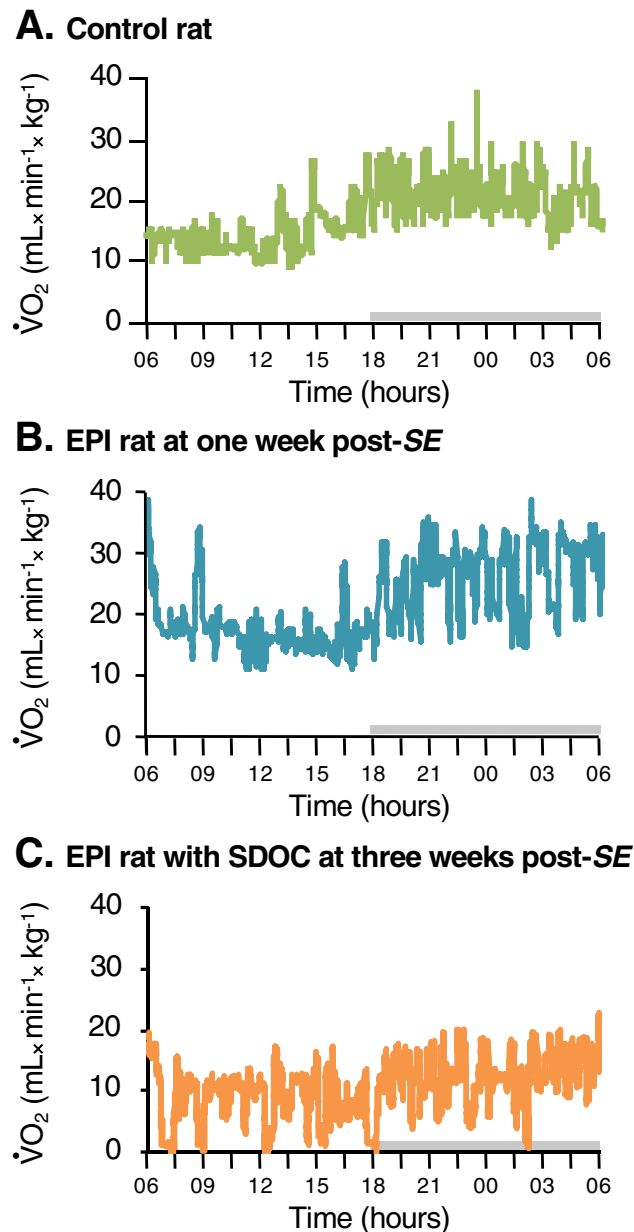 A. Control rat
V̇O₂ (mL× min⁻¹× kg⁻¹)
40
30
20
10
0
06 09 12 15 18 21 00 03 06
Time (hours)
B. EPI rat at one week post-SE
V̇O₂ (mL× min⁻¹× kg⁻¹)
40
30
20
10
0
06 09 12 15 18 21 00 03 06
Time (hours)
C. EPI rat with SDOC at three weeks post-SE
V̇O₂ (mL× min⁻¹× kg⁻¹)
40
30
20
10
0
06 09 12 15 18 21 00 03 06
Time (hours)